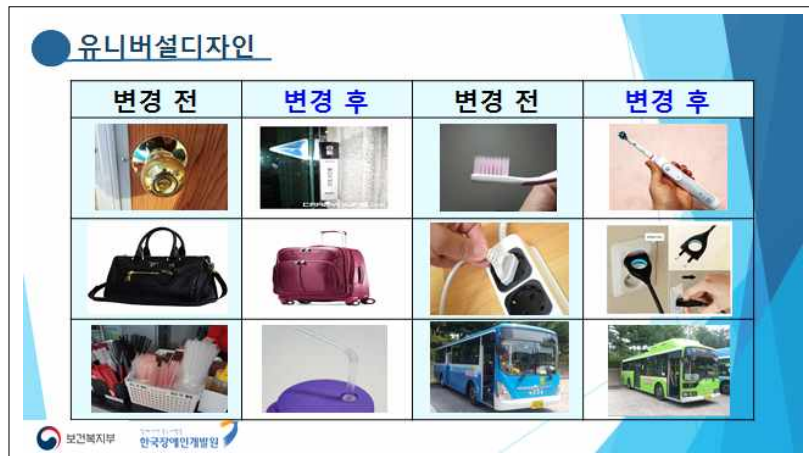 유니버설디자인
변경 전 변경 후 변경 전 변경 후
보건복지부
한국장애인개발원